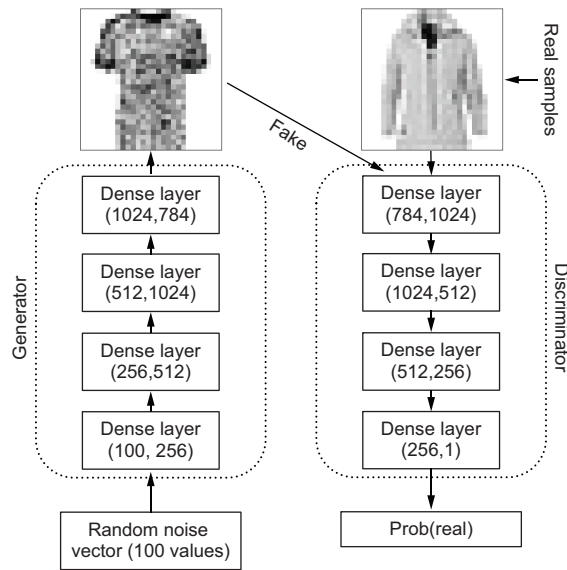 Real samples
Fake
Generator
Dense layer
(1024,784)
Dense layer
(512,1024)
Dense layer
(256,512)
Dense layer
(100, 256)
Random noise
vector (100 values)
Discriminator
Dense layer
(784,1024)
Dense layer
(1024,512)
Dense layer
(512,256)
Dense layer
(256,1)
Prob(real)